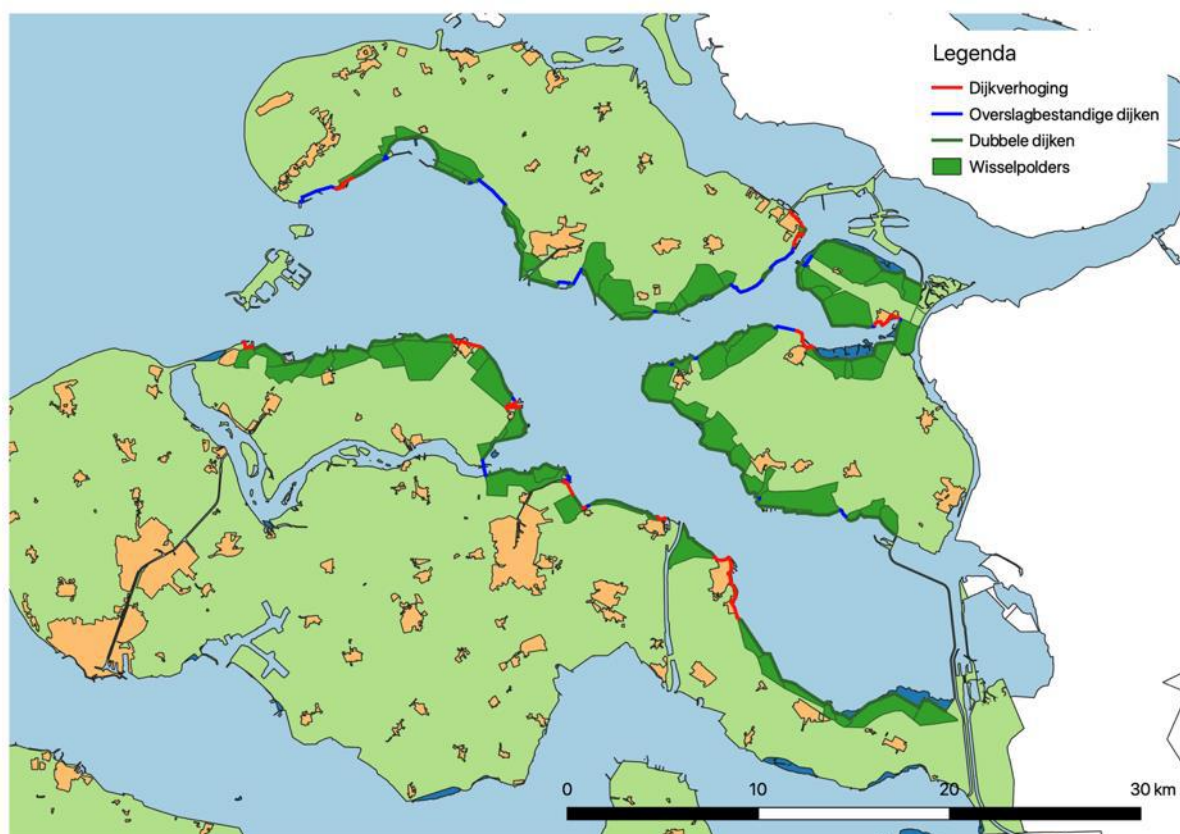 Legenda
Dijkverhoging
Overslagbestandige dijken
Dubbele dijken
Wisselpolders
0 10 20 30 km